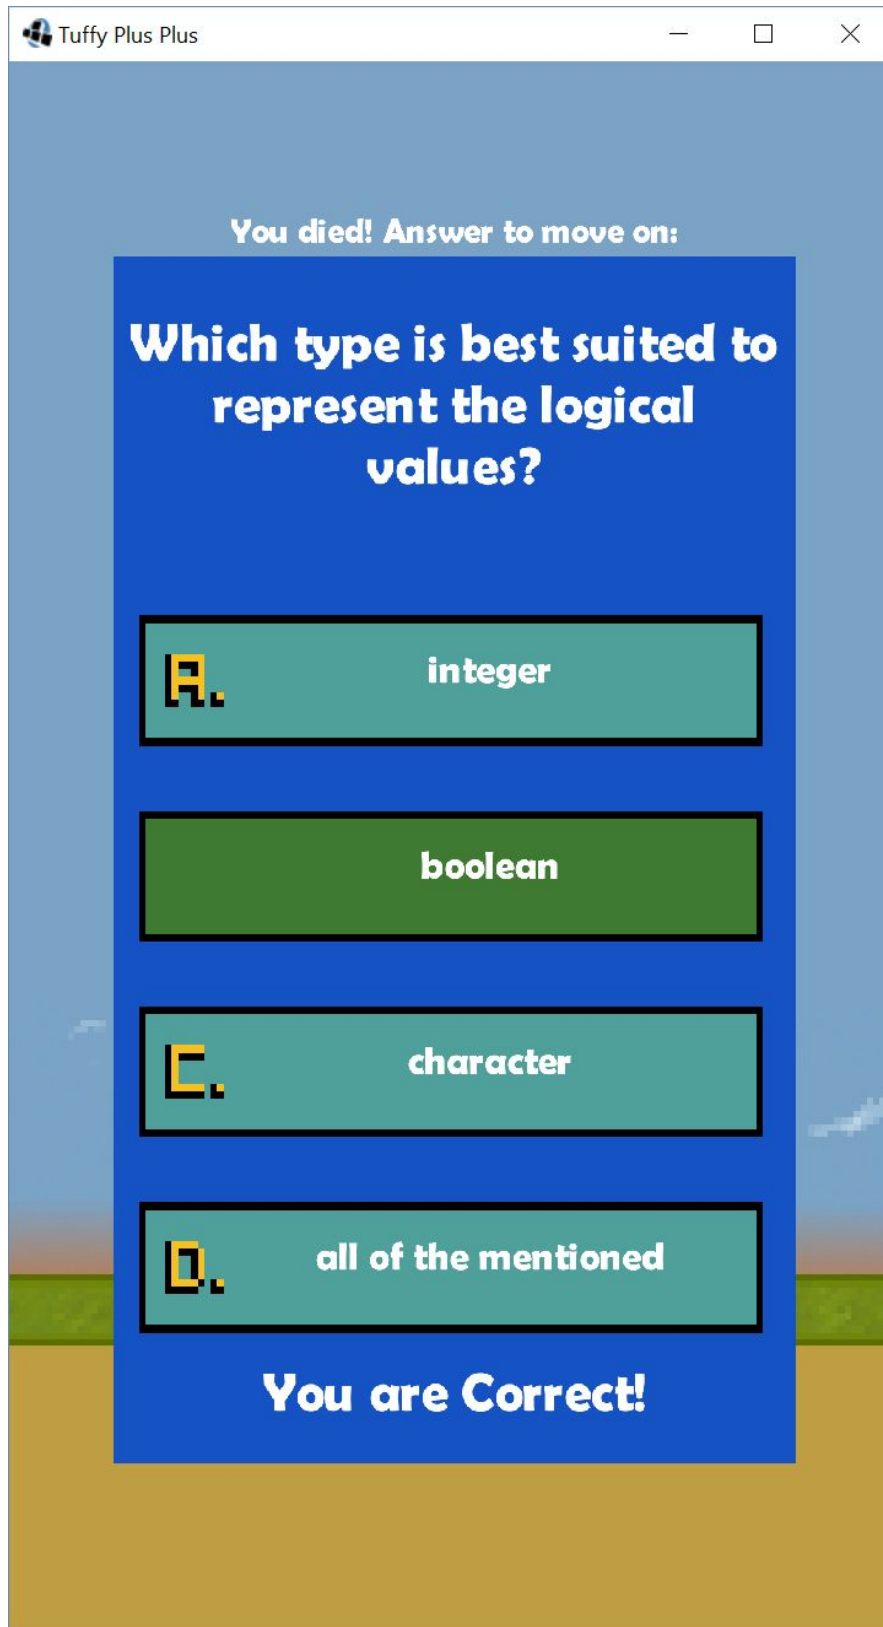 Tuffy Plus Plus
You died! Answer to move on:
Which type is best suited to
represent the logical
values?
A. integer
boolean
C. character
D. all of the mentioned
You are Correct!